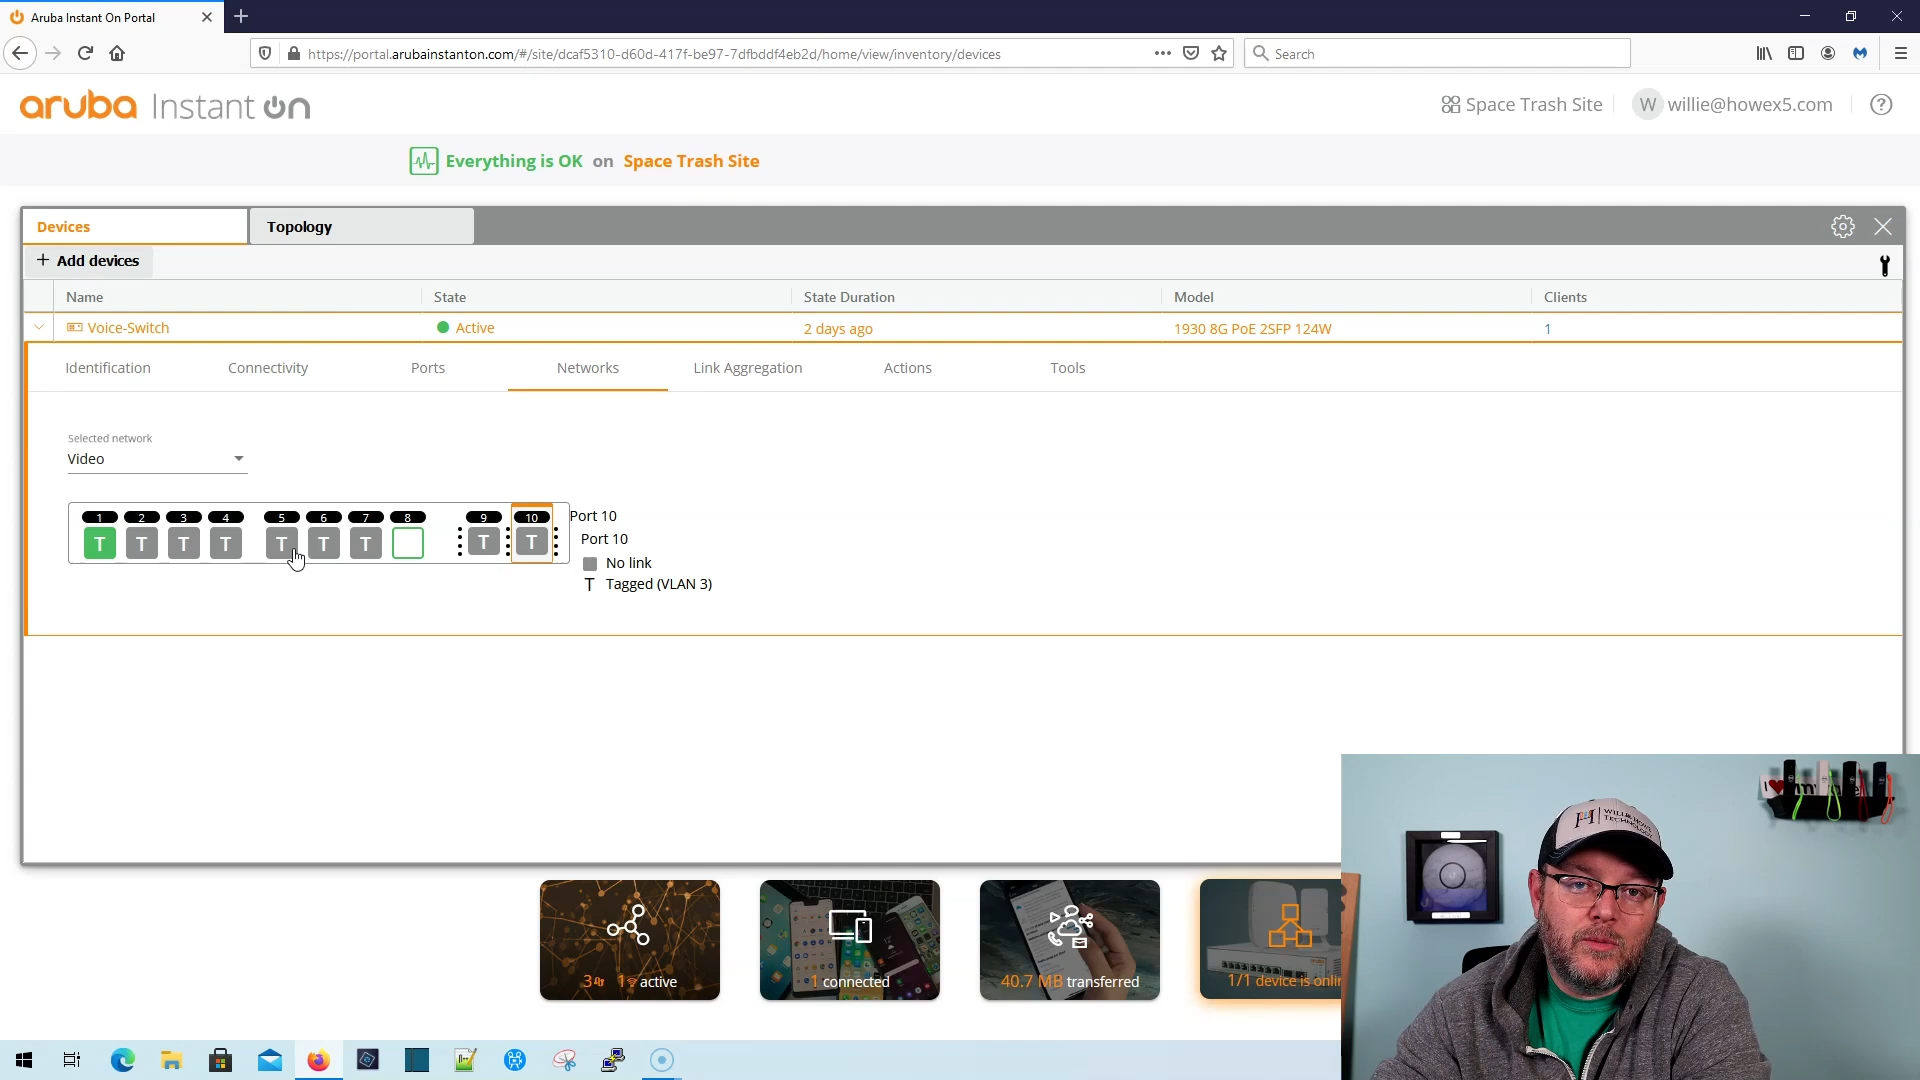 Aruba Instant On Portal
https://portal.arubainstanton.com/#/site/dcaf5310-d60d-417f-be97-7dfbddf4eb2d/home/view/inventory/devices
Search
aruba Instant On
Space Trash Site
W willie@howex5.com
Everything is OK on Space Trash Site
Devices
Topology
+ Add devices
Name State State Duration Model Clients
Voice-Switch Active 2 days ago 1930 8G PoE 2SFP 124W 1
Identification Connectivity Ports Networks Link Aggregation Actions Tools
Selected network
Video
1 2 3 4 5 6 7 8 9 10
T T T T T T T T T
Port 10
Port 10
No link
T Tagged (VLAN 3)
3 1 active
1 connected
40.7 MB transferred
1/1 device is onli